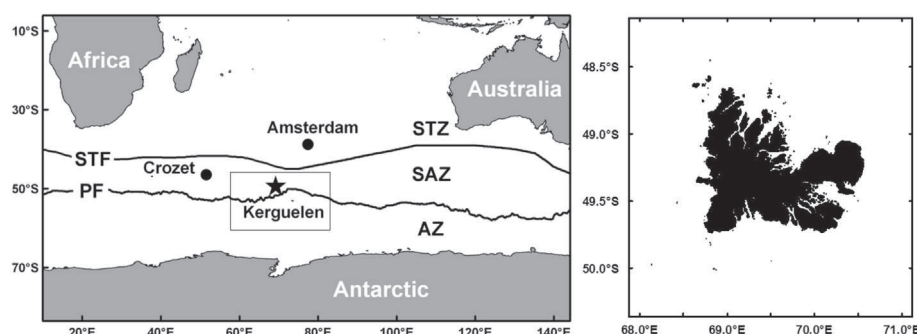 10°S
Africa
Australia
30°S
Amsterdam
STZ
STF
Crozet
SAZ
50°S
PF
Kerguelen
AZ
70°S
Antarctic
20°E 40°E 60°E 80°E 100°E 120°E 140°E
48.5°S
49.0°S
49.5°S
50.0°S
68.0°E 69.0°E 70.0°E 71.0°E